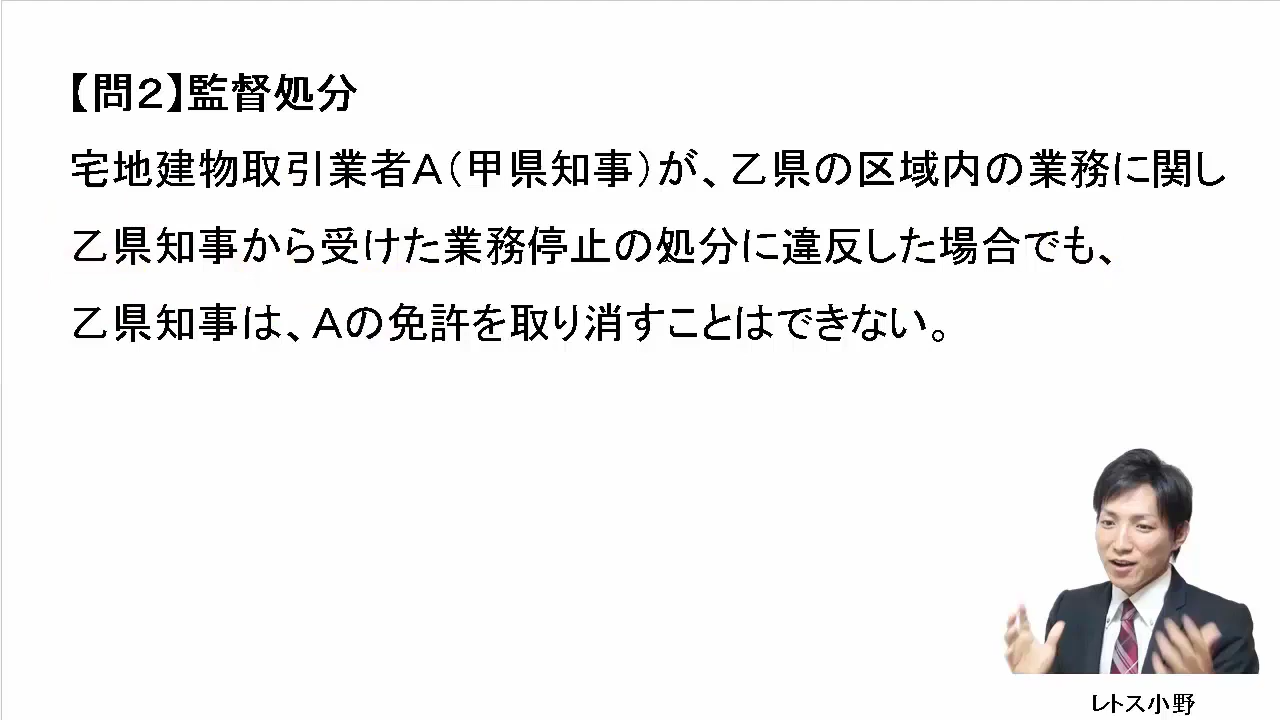 【問２】監督処分
宅地建物取引業者Ａ（甲県知事）が、乙県の区域内の業務に関し
乙県知事から受けた業務停止の処分に違反した場合でも、
乙県知事は、Ａの免許を取り消すことはできない。
レトス小野